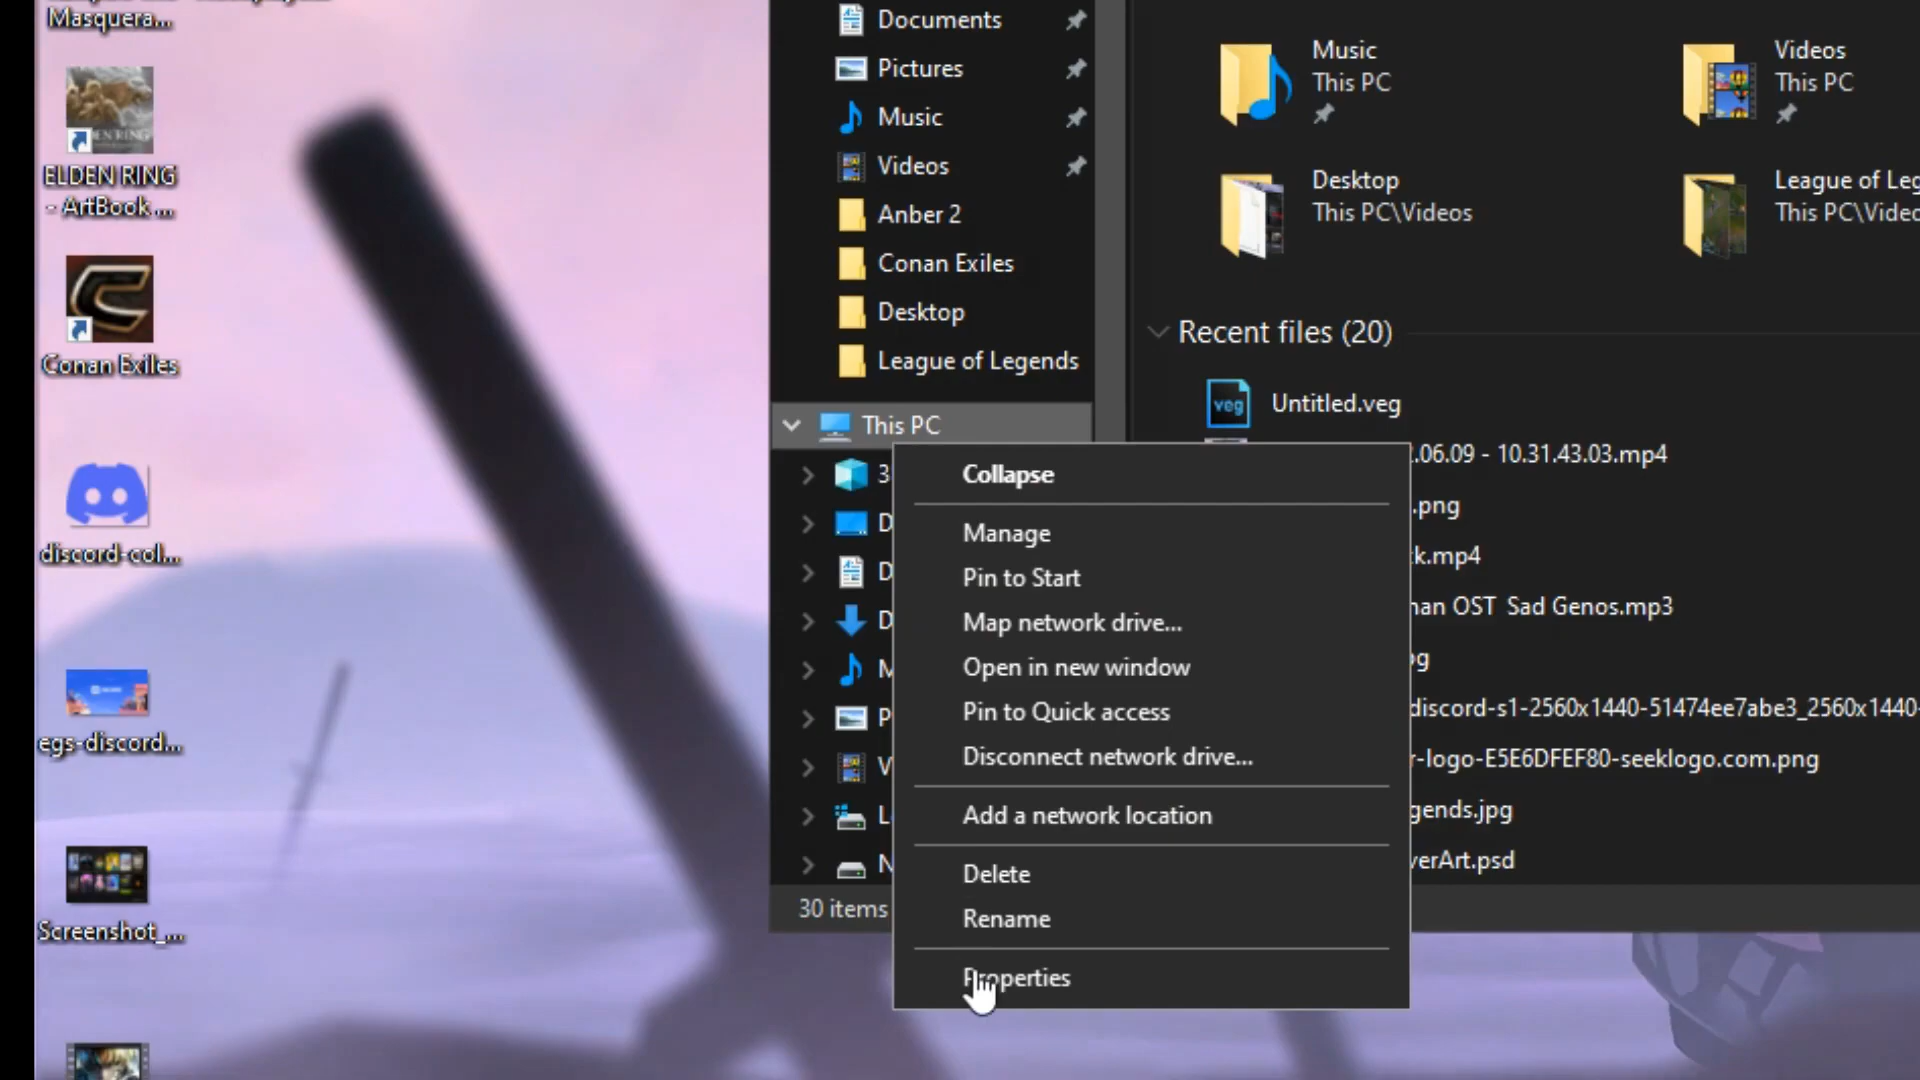 Masquera...
ELDEN RING
- ArtBook ...
Conan Exiles
discord-col...
egs-discord...
Screenshot_...
Documents
Pictures
Music
Videos
Anber 2
Conan Exiles
Desktop
League of Legends
This PC
3
D
D
D
M
P
V
L
N
30 items
Collapse
Manage
Pin to Start
Map network drive...
Open in new window
Pin to Quick access
Disconnect network drive...
Add a network location
Delete
Rename
Properties
Music
This PC
Videos
This PC
Desktop
This PC\Videos
League of Leg
This PC\Videc
Recent files (20)
veg
Untitled.veg
.06.09 - 10.31.43.03.mp4
.png
k.mp4
nan OST Sad Genos.mp3
discord-s1-2560x1440-51474ee7abe3_2560x1440-
r-logo-E5E6DFEF80-seeklogo.com.png
gends.jpg
verArt.psd